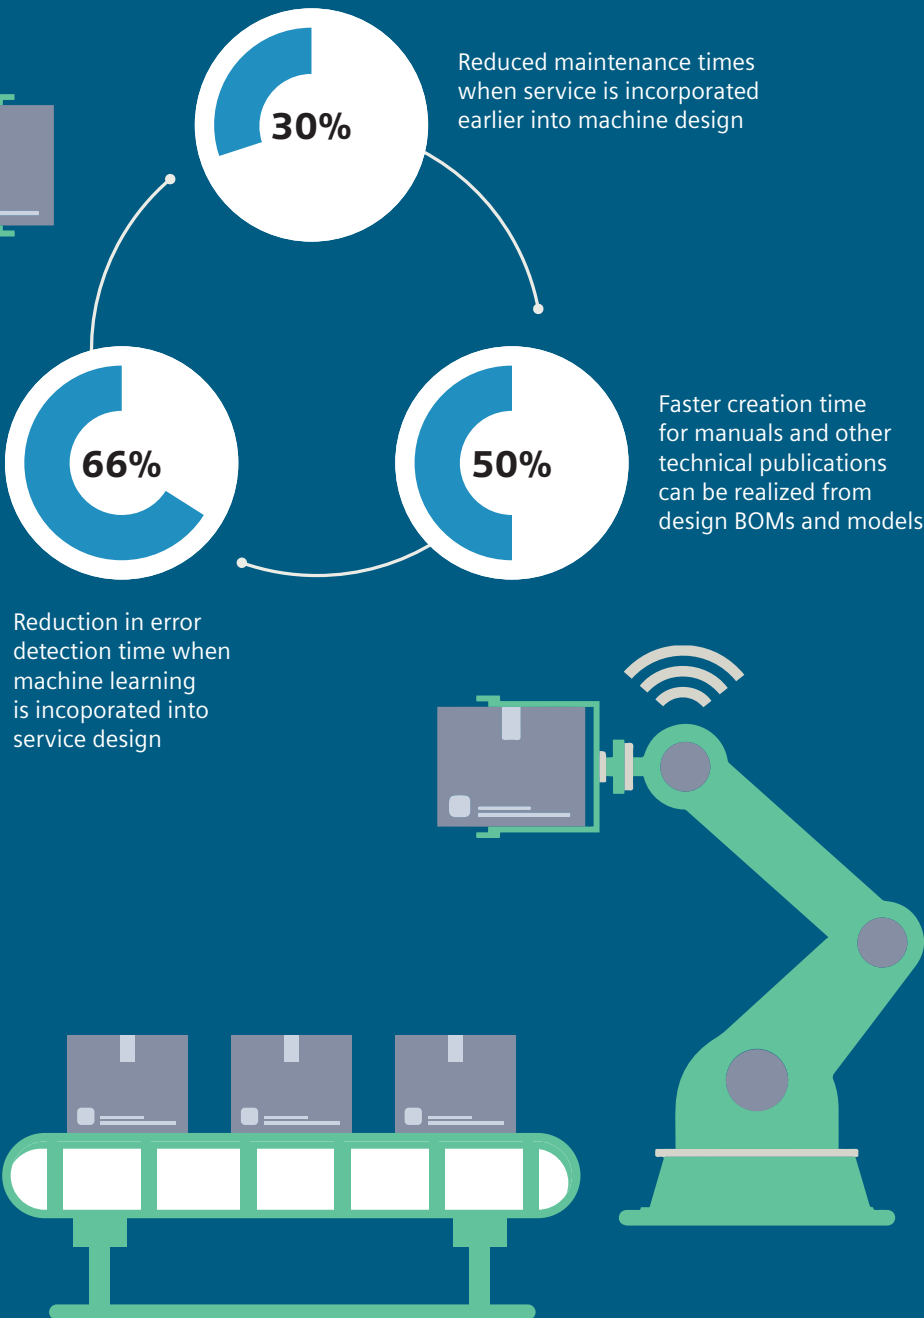 30%
Reduced maintenance times
when service is incorporated
earlier into machine design
66%
50%
Faster creation time
for manuals and other
technical publications
can be realized from
design BOMs and models
Reduction in error
detection time when
machine learning
is incoporated into
service design